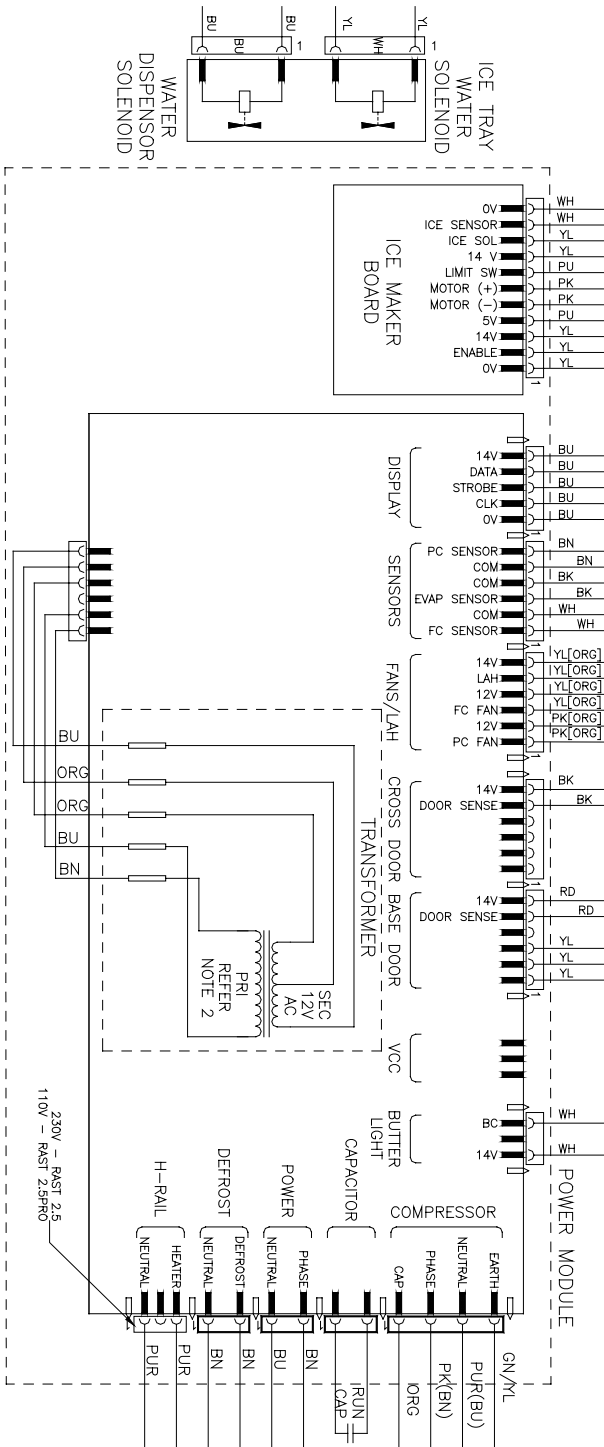 BU
BU
YL
YL
BU
1
WH
1
ICE TRAY
WATER
SOLENOID
WATER
DISPENSOR
SOLENOID
ICE MAKER
BOARD
0V
WH
ICE SENSOR
WH
ICE SOL
YL
14 V
YL
LIMIT SW
PU
MOTOR (+)
PK
MOTOR (−)
PK
5V
PU
14V
YL
ENABLE
YL
0V
YL
1
DISPLAY
14V
BU
DATA
BU
STROBE
BU
CLK
BU
0V
BU
1
SENSORS
PC SENSOR
BN
COM
BN
COM
BK
EVAP SENSOR
BK
COM
WH
FC SENSOR
WH
1
FANS/LAH
14V
YL[ORG]
LAH
YL[ORG]
12V
YL[ORG]
FC FAN
YL[ORG]
12V
PK[ORG]
PC FAN
PK[ORG]
1
CROSS DOOR
14V
BK
DOOR SENSE
BK
1
BASE DOOR
14V
RD
DOOR SENSE
RD
YL
YL
YL
1
VCC
BUTTER
LIGHT
BC
WH
14V
WH
POWER MODULE
BU
ORG
ORG
BU
BN
TRANSFORMER
SEC
12V
AC
PRI
REFER
NOTE 2
COMPRESSOR
EARTH
GN/YL
NEUTRAL
PUR(BU)
PHASE
PK(BN)
CAP
ORG
CAPACITOR
RUN
CAP
POWER
PHASE
BN
NEUTRAL
BU
DEFROST
DEFROST
BN
NEUTRAL
BN
H−RAIL
HEATER
PUR
NEUTRAL
PUR
230V − RAST 2.5
110V − RAST 2.5PRO